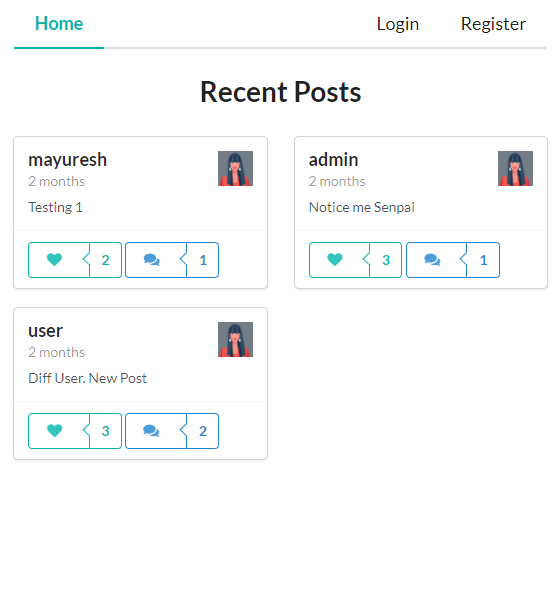 Home Login Register
Recent Posts
mayuresh
2 months
Testing 1
2 1
admin
2 months
Notice me Senpai
3 1
user
2 months
Diff User. New Post
3 2